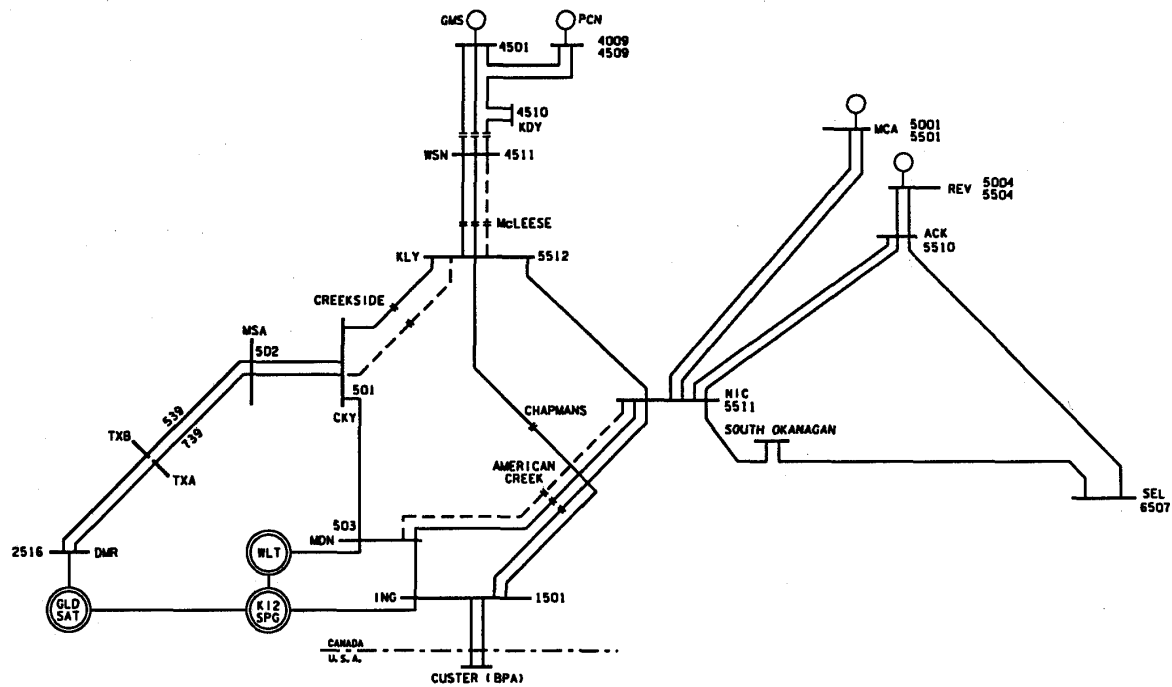 GMS
PCN
4501
4009
4509
4510
KDY
MCA 5001
5501
WSN
4511
REV 5004
5504
McLEESE
ACK
5510
KLY
5512
CREEKSIDE
MSA
502
501
NIC
5511
CKY
CHAPMANS
SOUTH OKANAGAN
539
TXB
739
AMERICAN
CREEK
TXA
SEL
6507
503
MDN
2516
DMR
WLT
GLD
SAT
K12
SPG
ING
1501
CANADA
U.S.A.
CUSTER (BPA)